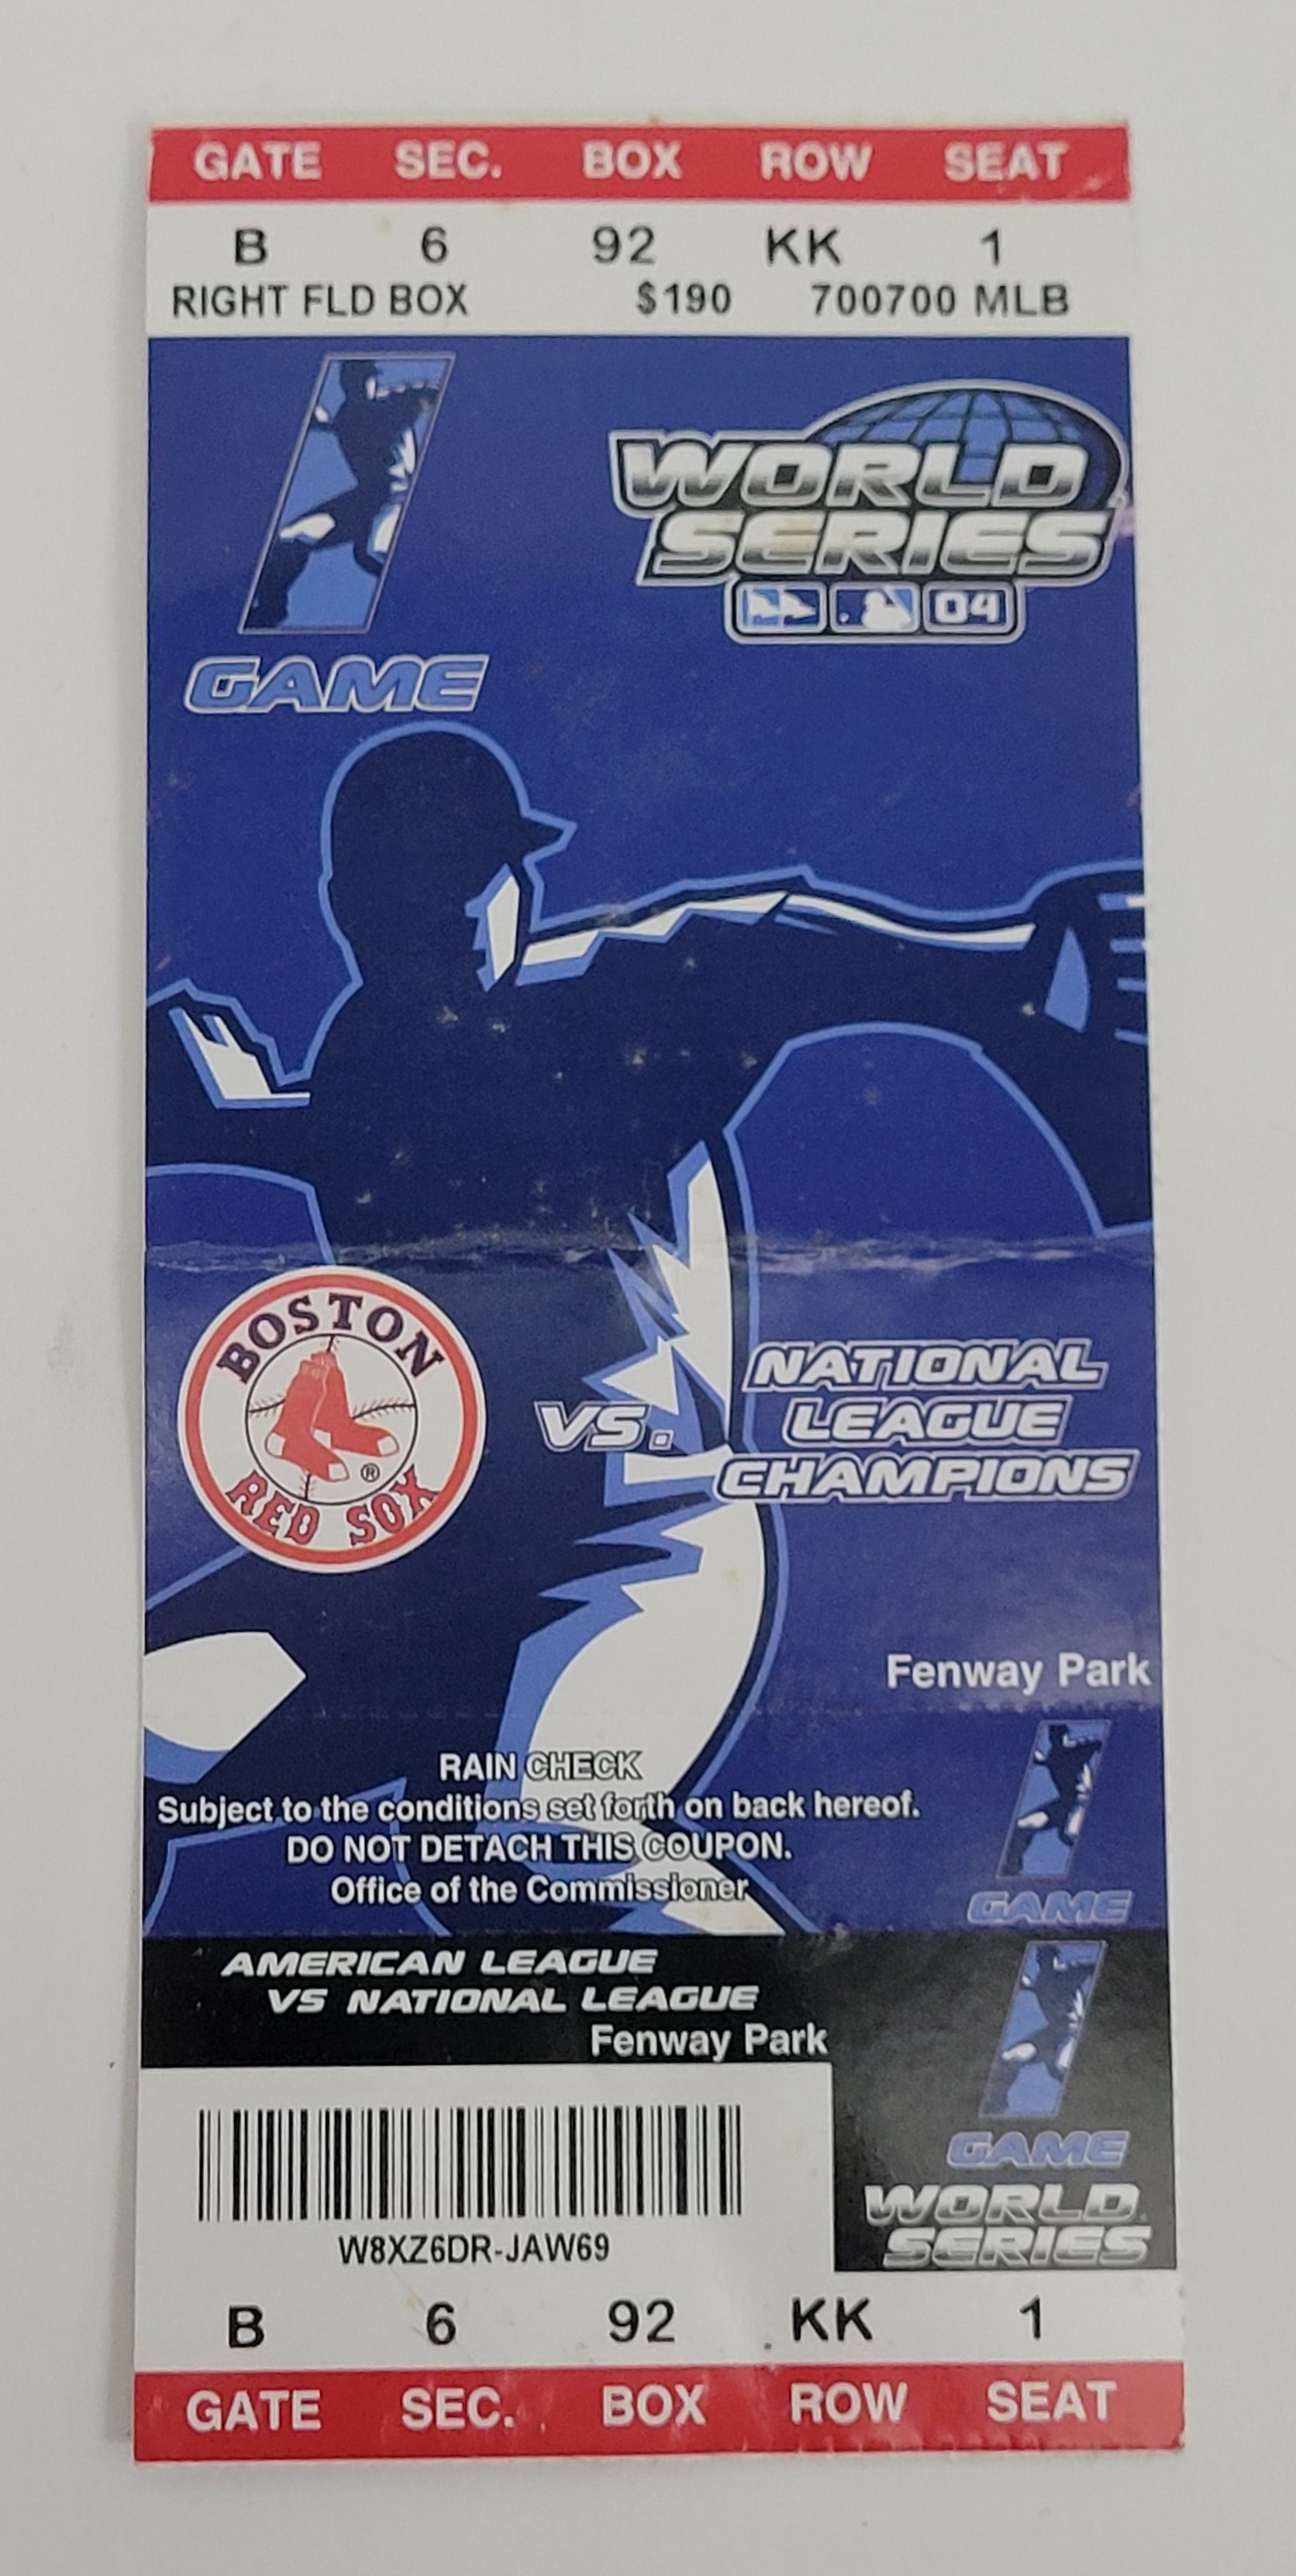 GATE SEC. BOX ROW SEAT
B 6 92 KK 1
RIGHT FLD BOX $190 700700 MLB
WORLD
SERIES
04
GAME
BOSTON
RED SOX
®
VS.
NATIONAL
LEAGUE
CHAMPIONS
Fenway Park
RAIN CHECK
Subject to the conditions set forth on back hereof.
DO NOT DETACH THIS COUPON.
Office of the Commissioner
GAME
AMERICAN LEAGUE
VS NATIONAL LEAGUE
Fenway Park
GAME
WORLD
SERIES
W8XZ6DR-JAW69
B 6 92 KK 1
GATE SEC. BOX ROW SEAT